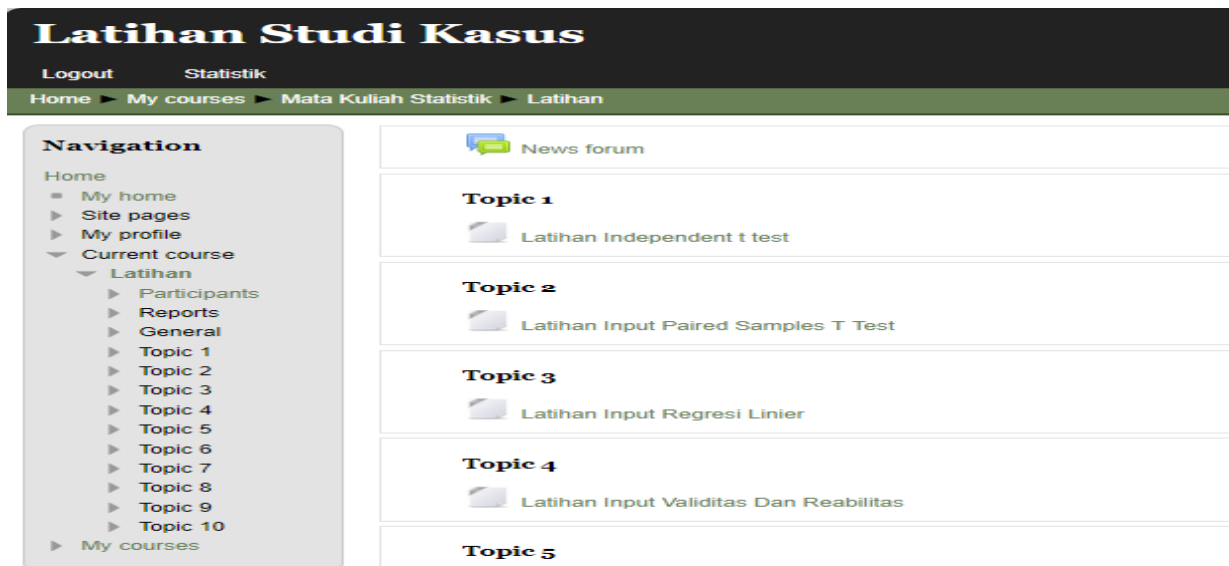 Latihan Studi Kasus
Logout Statistik
Home ► My courses ► Mata Kuliah Statistik ► Latihan
Navigation
Home
My home
Site pages
My profile
Current course
Latihan
Participants
Reports
General
Topic 1
Topic 2
Topic 3
Topic 4
Topic 5
Topic 6
Topic 7
Topic 8
Topic 9
Topic 10
My courses
News forum
Topic 1
Latihan Independent t test
Topic 2
Latihan Input Paired Samples T Test
Topic 3
Latihan Input Regresi Linier
Topic 4
Latihan Input Validitas Dan Reabilitas
Topic 5